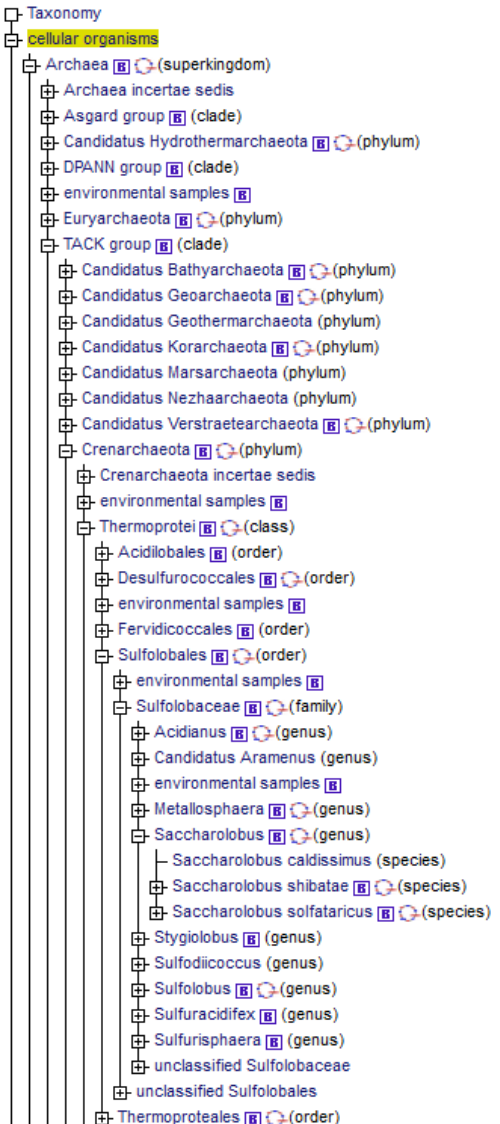 Taxonomy
cellular organisms
Archaea B (superkingdom)
Archaea incertae sedis
Asgard group B (clade)
Candidatus Hydrothermarchaeota B (phylum)
DPANN group B (clade)
environmental samples B
Euryarchaeota B (phylum)
TACK group B (clade)
Candidatus Bathyarchaeota B (phylum)
Candidatus Geoarchaeota B (phylum)
Candidatus Geothermarchaeota (phylum)
Candidatus Korarchaeota B (phylum)
Candidatus Marsarchaeota (phylum)
Candidatus Nezhaarchaeota (phylum)
Candidatus Verstraetearchaeota B (phylum)
Crenarchaeota B (phylum)
Crenarchaeota incertae sedis
environmental samples B
Thermoprotei B (class)
Acidilobales B (order)
Desulfurococcales B (order)
environmental samples B
Fervidicoccales B (order)
Sulfolobales B (order)
environmental samples B
Sulfolobaceae B (family)
Acidianus B (genus)
Candidatus Aramenus (genus)
environmental samples B
Metallosphaera B (genus)
Saccharolobus B (genus)
Saccharolobus caldissimus (species)
Saccharolobus shibatae B (species)
Saccharolobus solfataricus B (species)
Stygiolobus B (genus)
Sulfodiicoccus (genus)
Sulfolobus B (genus)
Sulfuracidifex B (genus)
Sulfurisphaera B (genus)
unclassified Sulfolobaceae
unclassified Sulfolobales
Thermoproteales B (order)